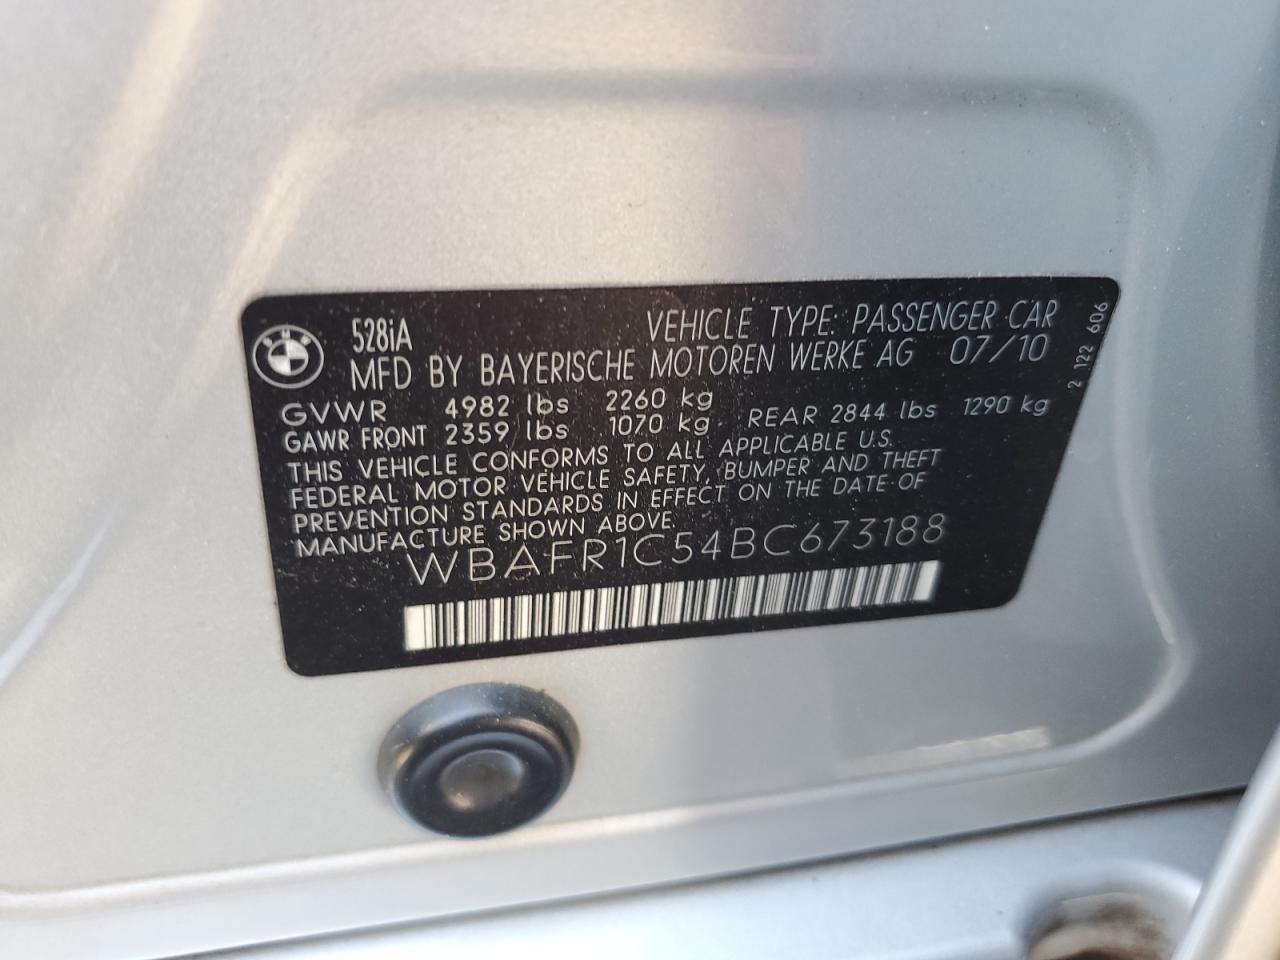 BMW
528iA
VEHICLE TYPE: PASSENGER CAR
MFD BY BAYERISCHE MOTOREN WERKE AG 07/10
GVWR 4982 lbs 2260 kg
GAWR FRONT 2359 lbs 1070 kg REAR 2844 lbs 1290 kg
THIS VEHICLE CONFORMS TO ALL APPLICABLE U.S.
FEDERAL MOTOR VEHICLE SAFETY, BUMPER AND THEFT
PREVENTION STANDARDS IN EFFECT ON THE DATE OF
MANUFACTURE SHOWN ABOVE.
WBAFR1C54BC673188
2 122 606